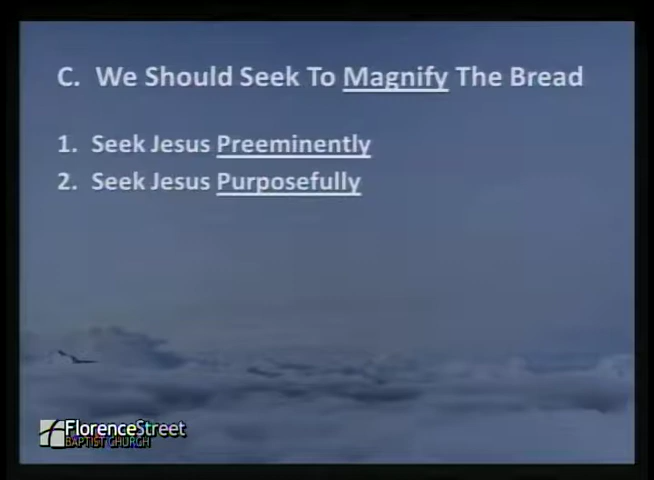 C. We Should Seek To Magnify The Bread
1. Seek Jesus Preeminently
2. Seek Jesus Purposefully
FlorenceStreet
BAPTIST CHURCH